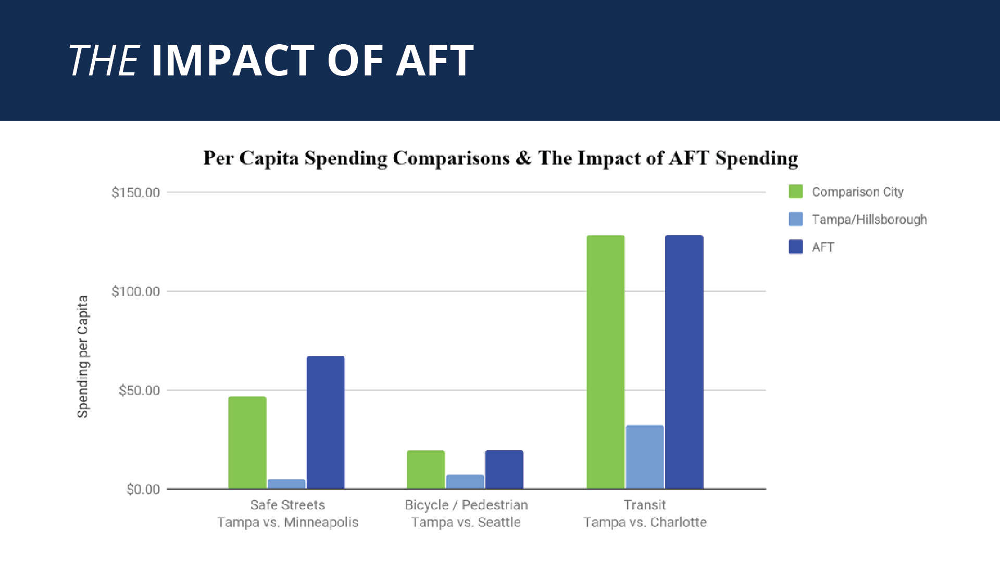 THE IMPACT OF AFT
Per Capita Spending Comparisons & The Impact of AFT Spending
$150.00
$100.00
$50.00
$0.00
Spending per Capita
Comparison City
Tampa/Hillsborough
AFT
Safe Streets
Tampa vs. Minneapolis
Bicycle / Pedestrian
Tampa vs. Seattle
Transit
Tampa vs. Charlotte